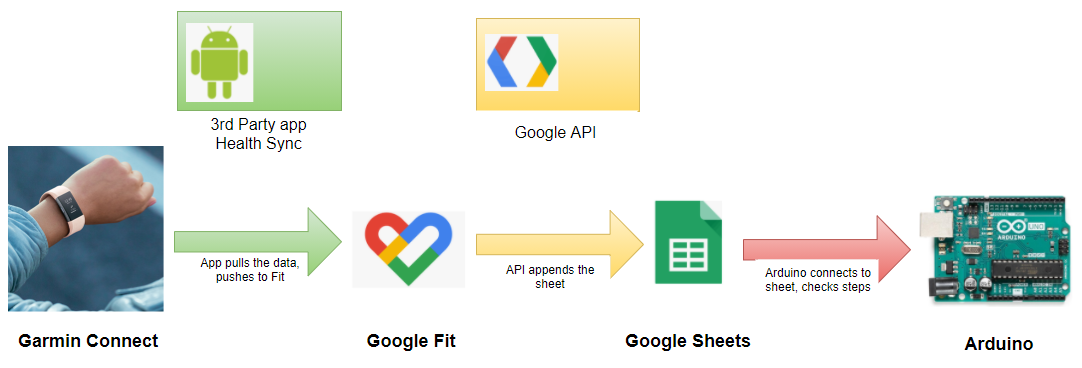 3rd Party app
Health Sync
Google API
App pulls the data,
pushes to Fit
API appends the
sheet
Arduino connects to
sheet, checks steps
UNO
ARDUINO
Garmin Connect
Google Fit
Google Sheets
Arduino